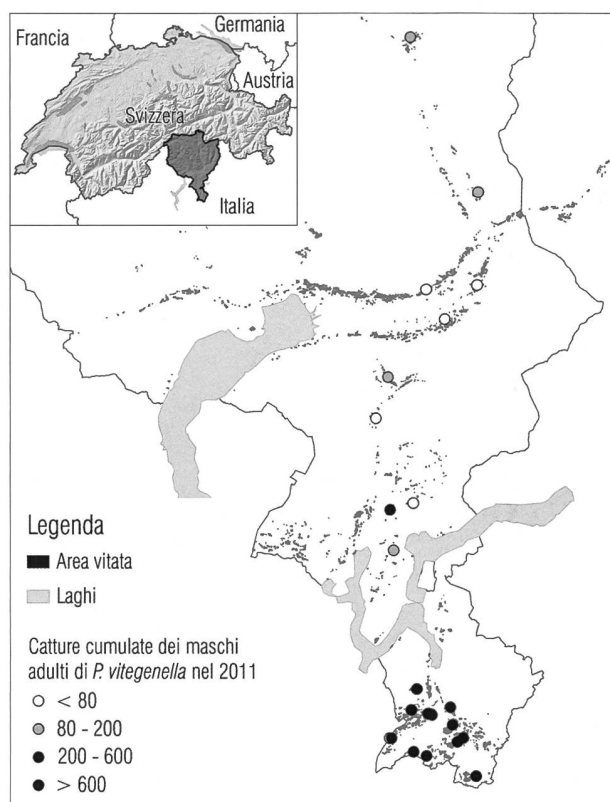 Germania
Francia
Austria
Svizzera
Italia
Legenda
Area vitata
Laghi
Catture cumulate dei maschi
adulti di P. vitegenella nel 2011
< 80
80 - 200
200 - 600
> 600